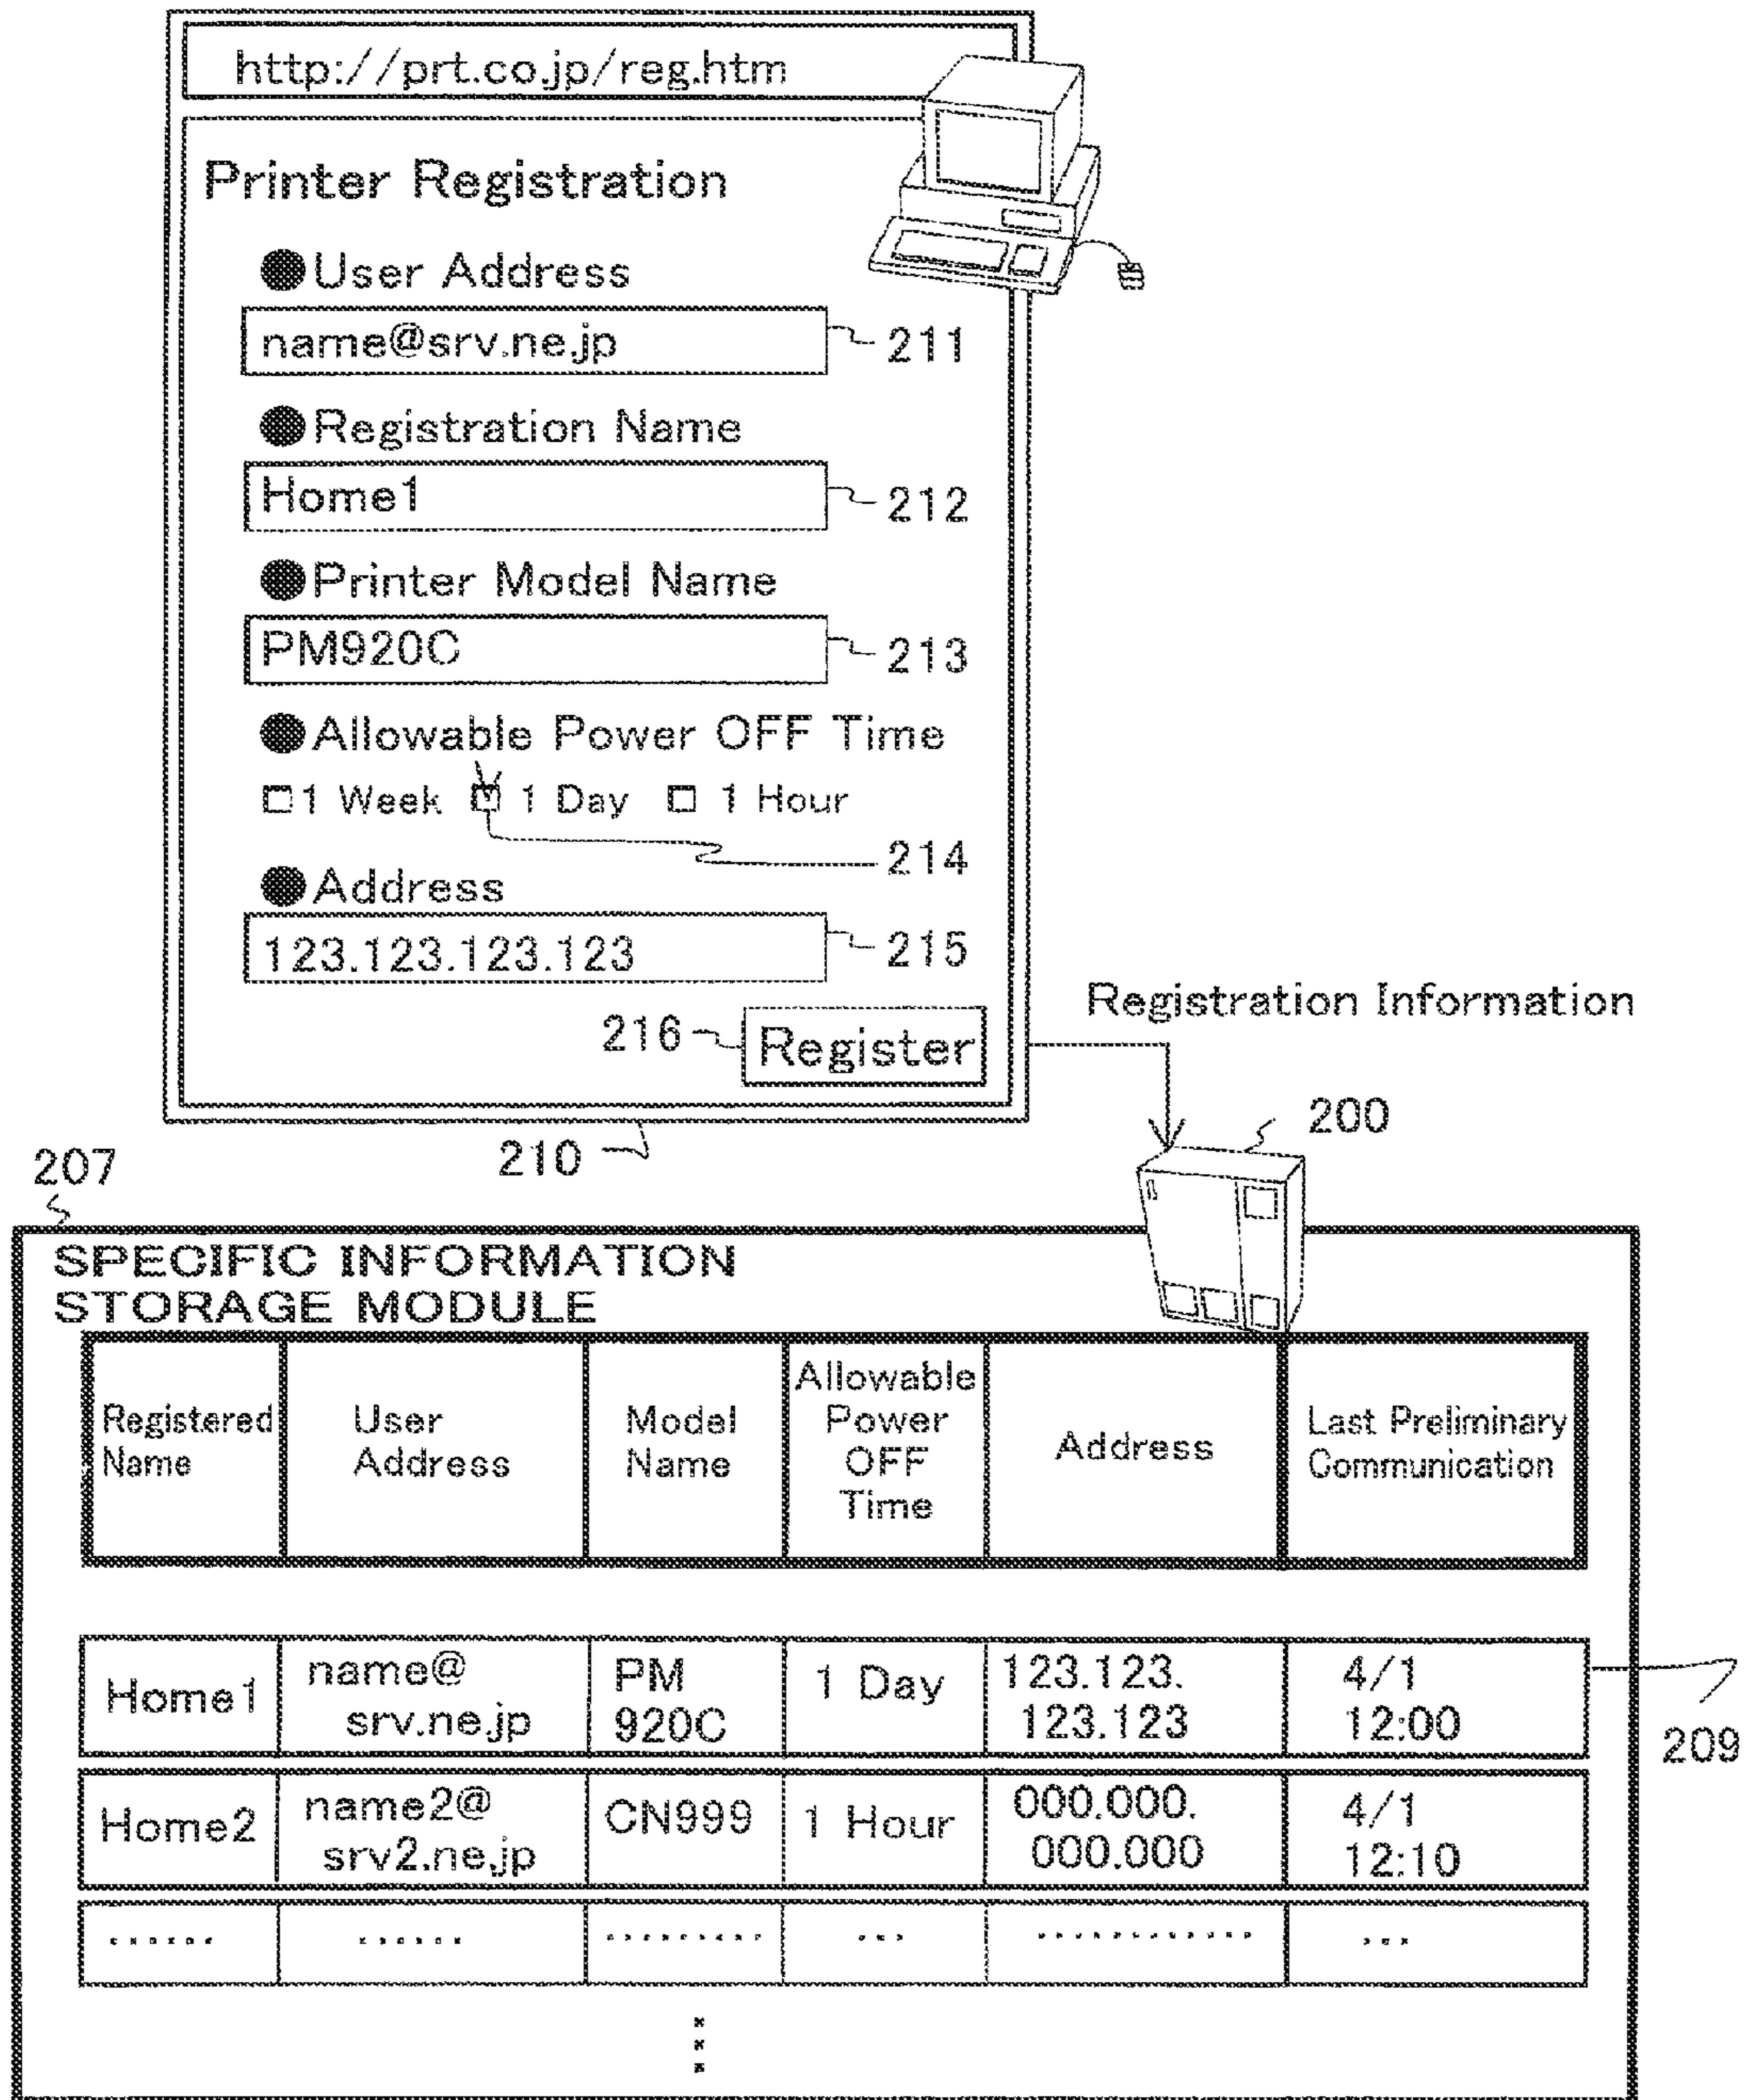 http://prt.co.jp/reg.htm
Printer Registration
●User Address
name@srv.ne.jp
211
●Registration Name
Home1
212
●Printer Model Name
PM920C
213
●Allowable Power OFF Time
□1 Week ☑ 1 Day □ 1 Hour
214
●Address
123.123.123.123
215
216
Register
Registration Information
210
200
207
SPECIFIC INFORMATION
STORAGE MODULE
Registered
Name
User
Address
Model
Name
Allowable
Power
OFF
Time
Address
Last Preliminary
Communication
Home1
name@
srv.ne.jp
PM
920C
1 Day
123.123.
123.123
4/1
12:00
209
Home2
name2@
srv2.ne.jp
CN999
1 Hour
000.000.
000.000
4/1
12:10